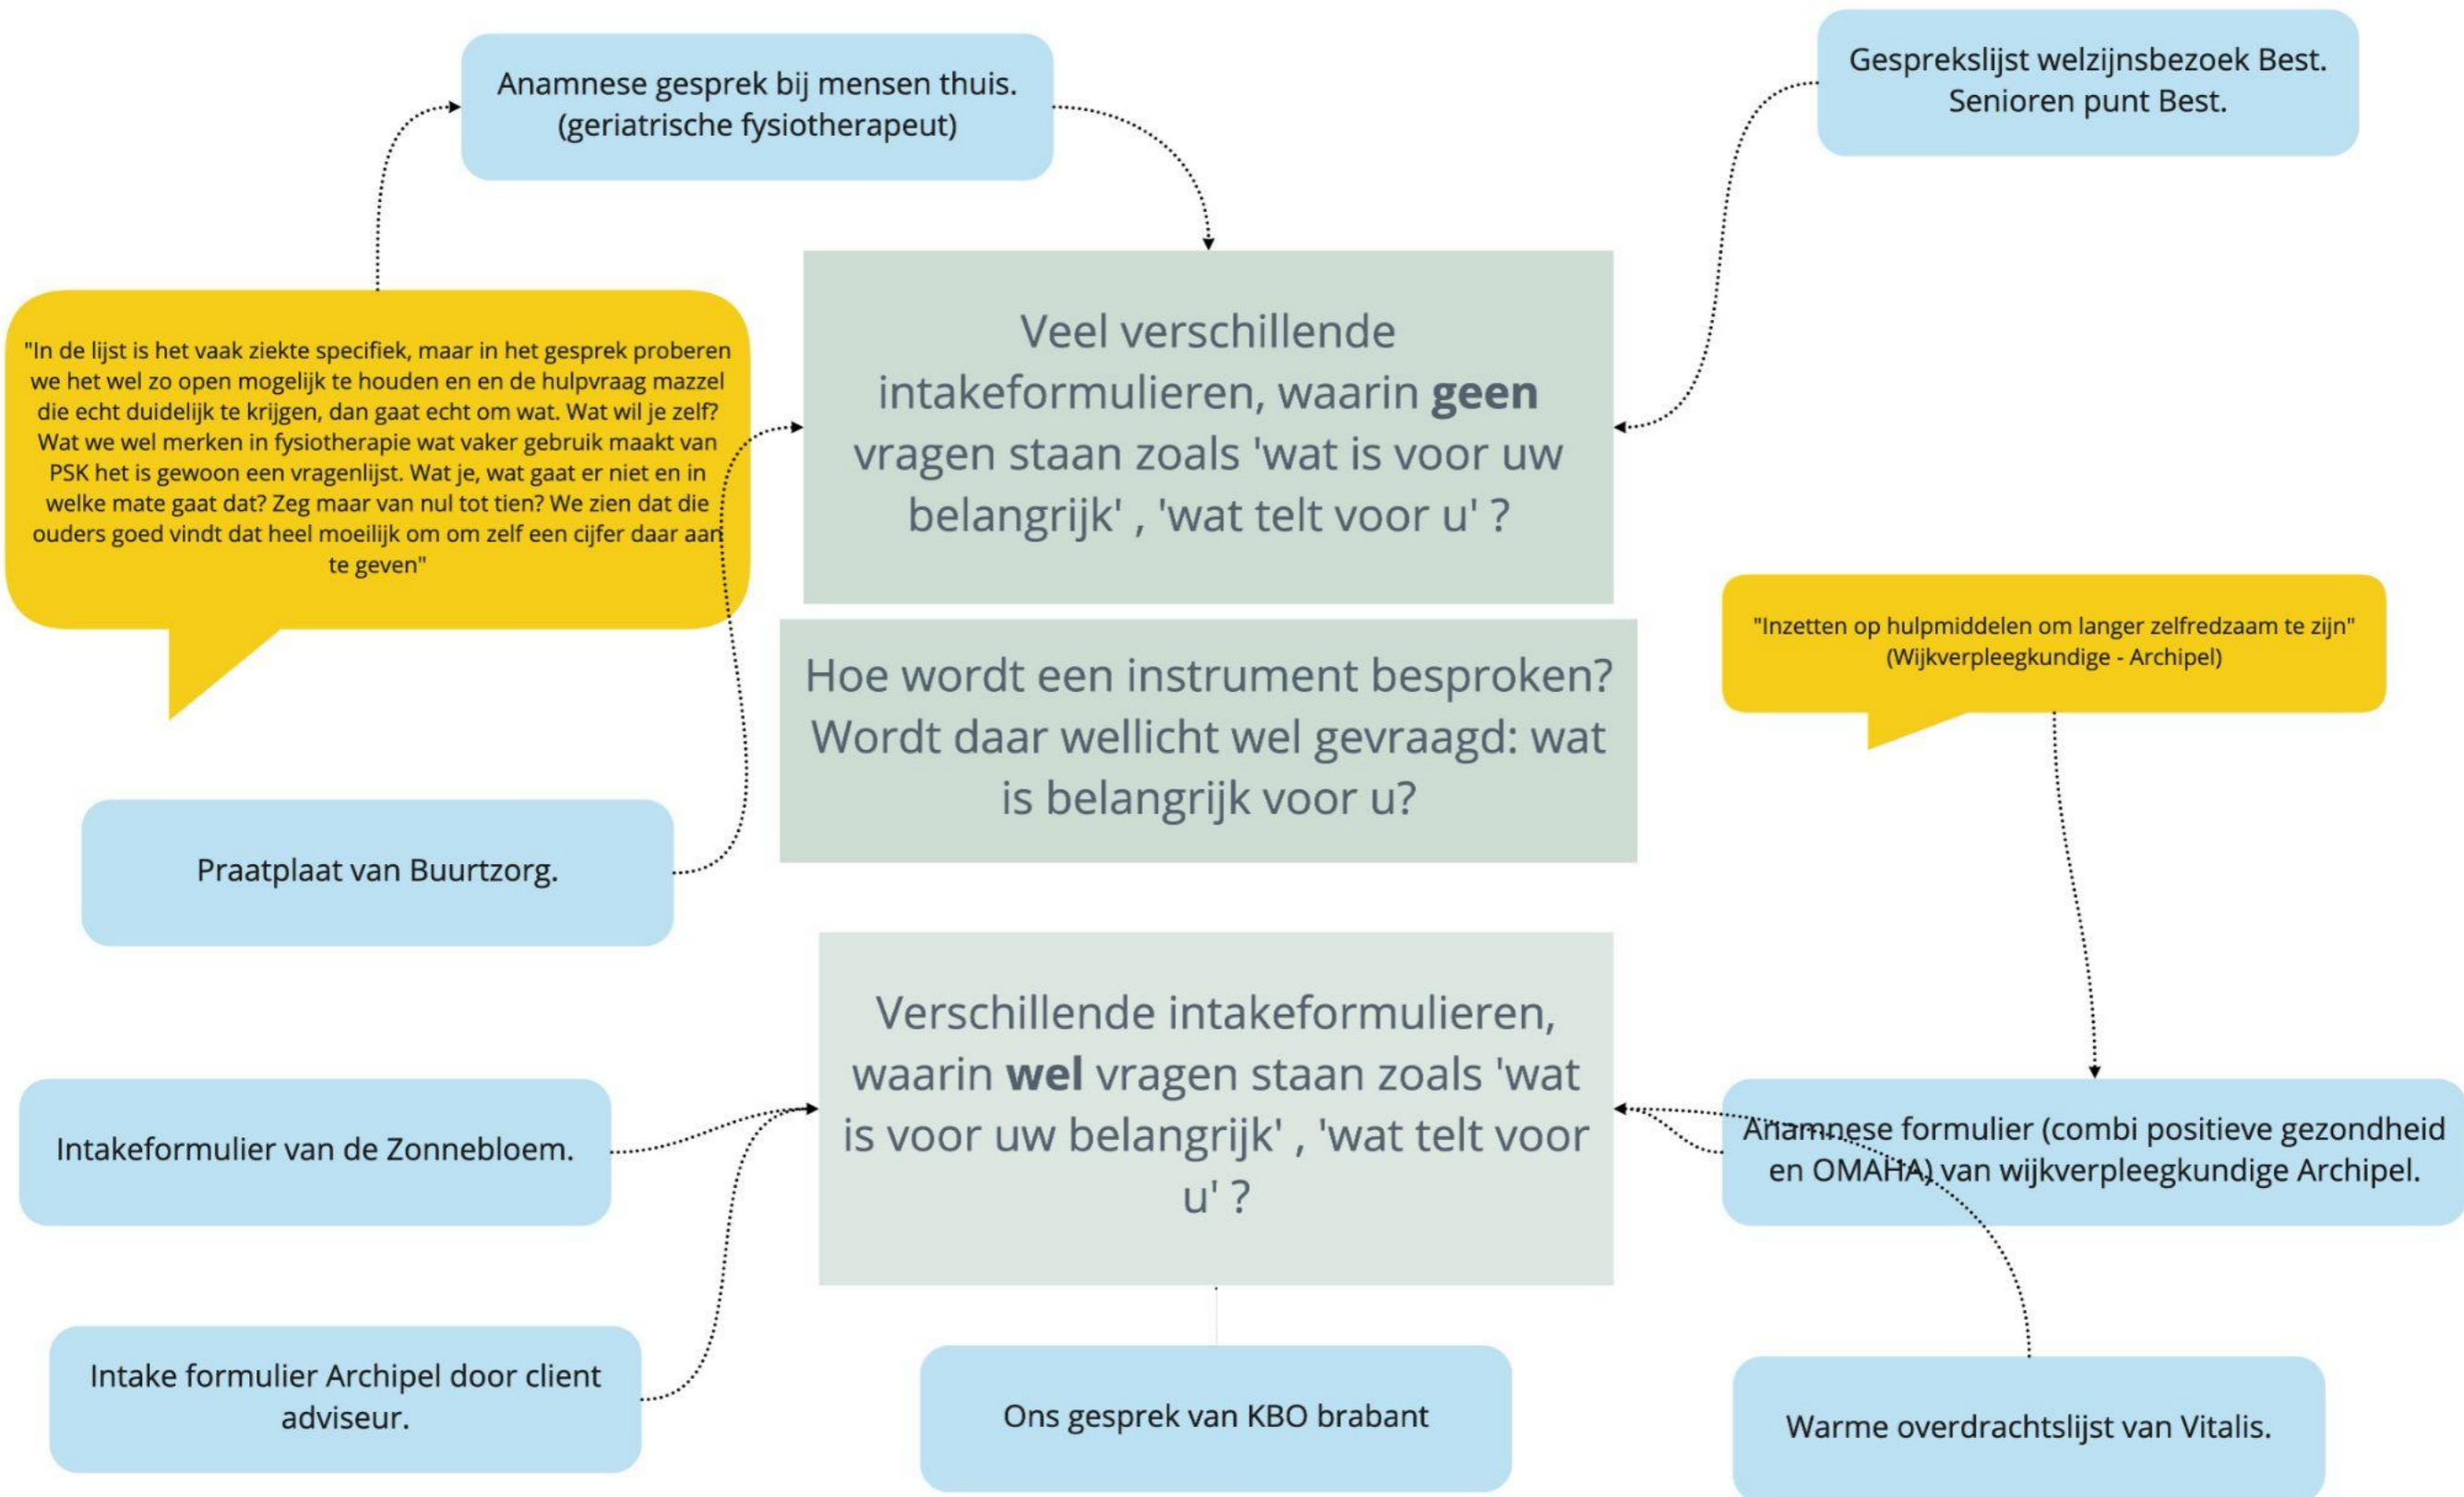 Anamnese gesprek bij mensen thuis.
(geriatrische fysiotherapeut)
Gesprekslijst welzijnsbezoek Best.
Senioren punt Best.
"In de lijst is het vaak ziekte specifiek, maar in het gesprek proberen
we het wel zo open mogelijk te houden en en de hulpvraag mazzel
die echt duidelijk te krijgen, dan gaat echt om wat. Wat wil je zelf?
Wat we wel merken in fysiotherapie wat vaker gebruik maakt van
PSK het is gewoon een vragenlijst. Wat je, wat gaat er niet en in
welke mate gaat dat? Zeg maar van nul tot tien? We zien dat die
ouders goed vindt dat heel moeilijk om om zelf een cijfer daar aan
te geven"
Veel verschillende
intakeformulieren, waarin geen
vragen staan zoals 'wat is voor uw
belangrijk' , 'wat telt voor u' ?
Hoe wordt een instrument besproken?
Wordt daar wellicht wel gevraagd: wat
is belangrijk voor u?
"Inzetten op hulpmiddelen om langer zelfredzaam te zijn"
(Wijkverpleegkundige - Archipel)
Praatplaat van Buurtzorg.
Verschillende intakeformulieren,
waarin wel vragen staan zoals 'wat
is voor uw belangrijk' , 'wat telt voor
u' ?
Intakeformulier van de Zonnebloem.
Anamnese formulier (combi positieve gezondheid
en OMAHA) van wijkverpleegkundige Archipel.
Intake formulier Archipel door client
adviseur.
Ons gesprek van KBO brabant
Warme overdrachtslijst van Vitalis.